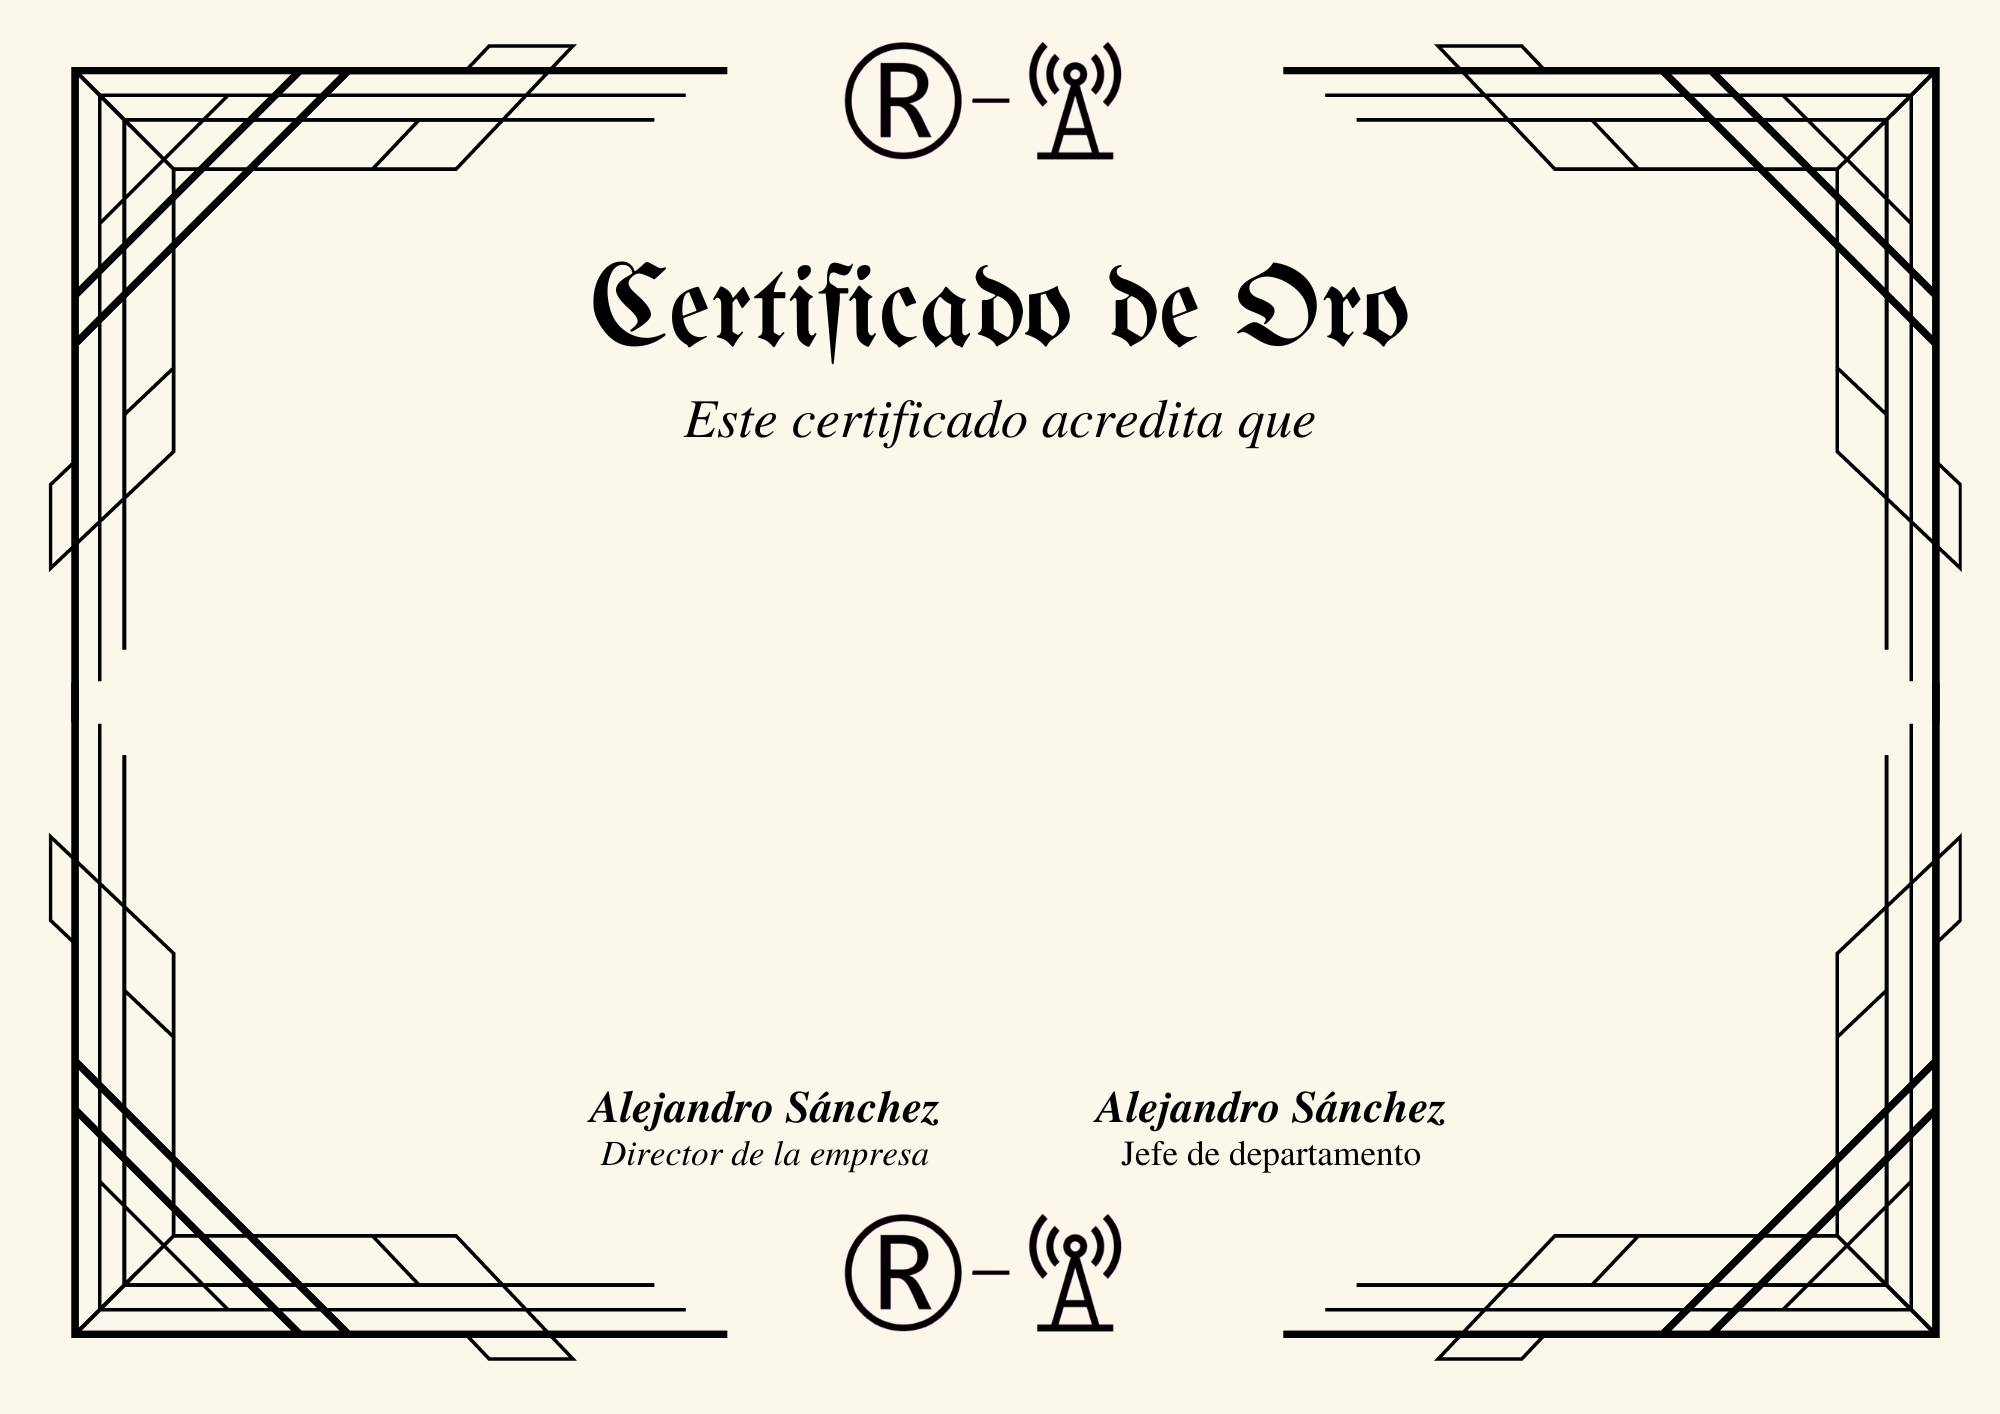 ®-
Certificado de Oro
Este certificado acredita que
Alejandro Sánchez Alejandro Sánchez
Director de la empresa Jefe de departamento
®-